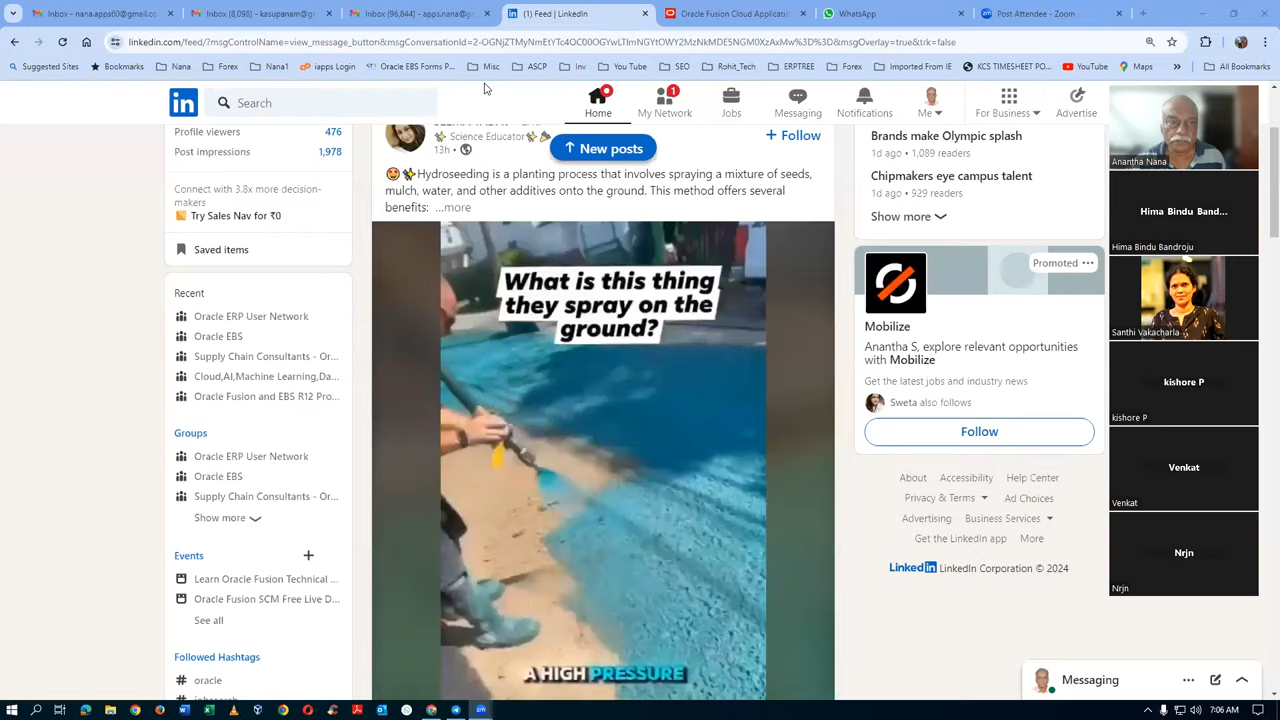 Inbox - nana.apps60@gmail.co
Inbox (8,098) - kasupanam@gr
Inbox (96,844) - apps.nana@g
(1) Feed | LinkedIn
Oracle Fusion Cloud Applicati
WhatsApp
Post Attendee - Zoom
linkedin.com/feed/?msgControlName=view_message_button&msgConversationId=2-OGNjZTMyNmEtYTc4OC00OGYwLTlmNGYtOWY2MzNkMDE5NGM0XzAxMw%3D%3D&msgOverlay=true&trk=false
Suggested Sites
Bookmarks
Nana
Forex
Nana1
iapps Login
Oracle EBS Forms P...
Misc
ASCP
Inv
You Tube
SEO
Rohit_Tech
ERPTREE
Forex
Imported From IE
KCS TIMESHEET PO...
YouTube
Maps
All Bookmarks
in
Search
Home
1
My Network
Jobs
Messaging
Notifications
Me
For Business
Advertise
Profile viewers 476
Post impressions 1,978
Connect with 3.8x more decision-
makers
Try Sales Nav for ₹0
Saved items
Recent
Oracle ERP User Network
Oracle EBS
Supply Chain Consultants - Or...
Cloud,AI,Machine Learning,Da...
Oracle Fusion and EBS R12 Pro...
Groups
Oracle ERP User Network
Oracle EBS
Supply Chain Consultants - Or...
Show more
Events
Learn Oracle Fusion Technical ...
Oracle Fusion SCM Free Live D...
See all
Followed Hashtags
# oracle
Science Educator
13h •
+ Follow
↑ New posts
Hydroseeding is a planting process that involves spraying a mixture of seeds,
mulch, water, and other additives onto the ground. This method offers several
benefits: ...more
What is this thing
they spray on the
ground?
A HIGH PRESSURE
Brands make Olympic splash
1d ago • 1,089 readers
Chipmakers eye campus talent
1d ago • 929 readers
Show more
Promoted ...
Mobilize
Anantha S, explore relevant opportunities
with Mobilize
Get the latest jobs and industry news
Sweta also follows
Follow
About Accessibility Help Center
Privacy & Terms Ad Choices
Advertising Business Services
Get the LinkedIn app More
LinkedIn LinkedIn Corporation © 2024
Anantha Nana
Hima Bindu Band...
Hima Bindu Bandroju
Santhi Vakacharla
kishore P
kishore P
Venkat
Venkat
Nrjn
Nrjn
Messaging
7:06 AM